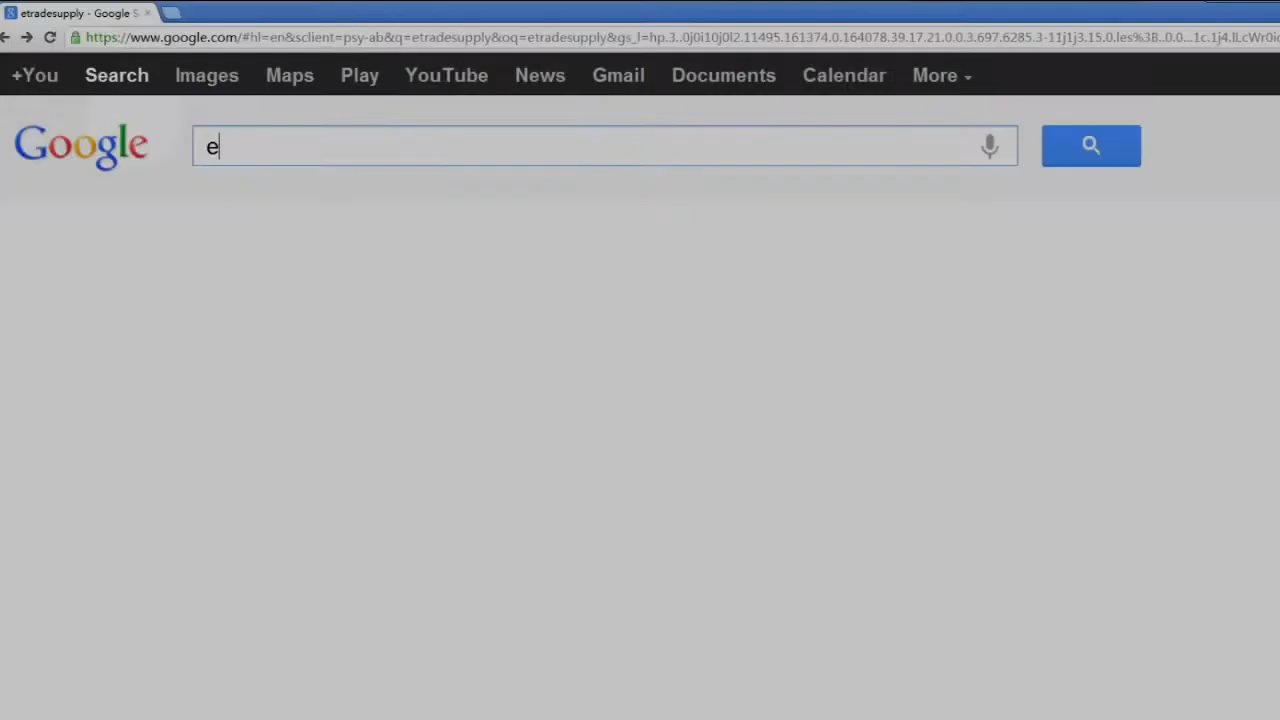 etradesupply - Google S
https://www.google.com/#hl=en&sclient=psy-ab&q=etradesupply&oq=etradesupply&gs_l=hp.3..0j0i10j0l2.11495.161374.0.164078.39.17.21.0.0.3.697.6285.3-11j1j3.15.0.les%3B..0.0...1c.1j4.ILcWr0i
+You Search Images Maps Play YouTube News Gmail Documents Calendar More
Google e